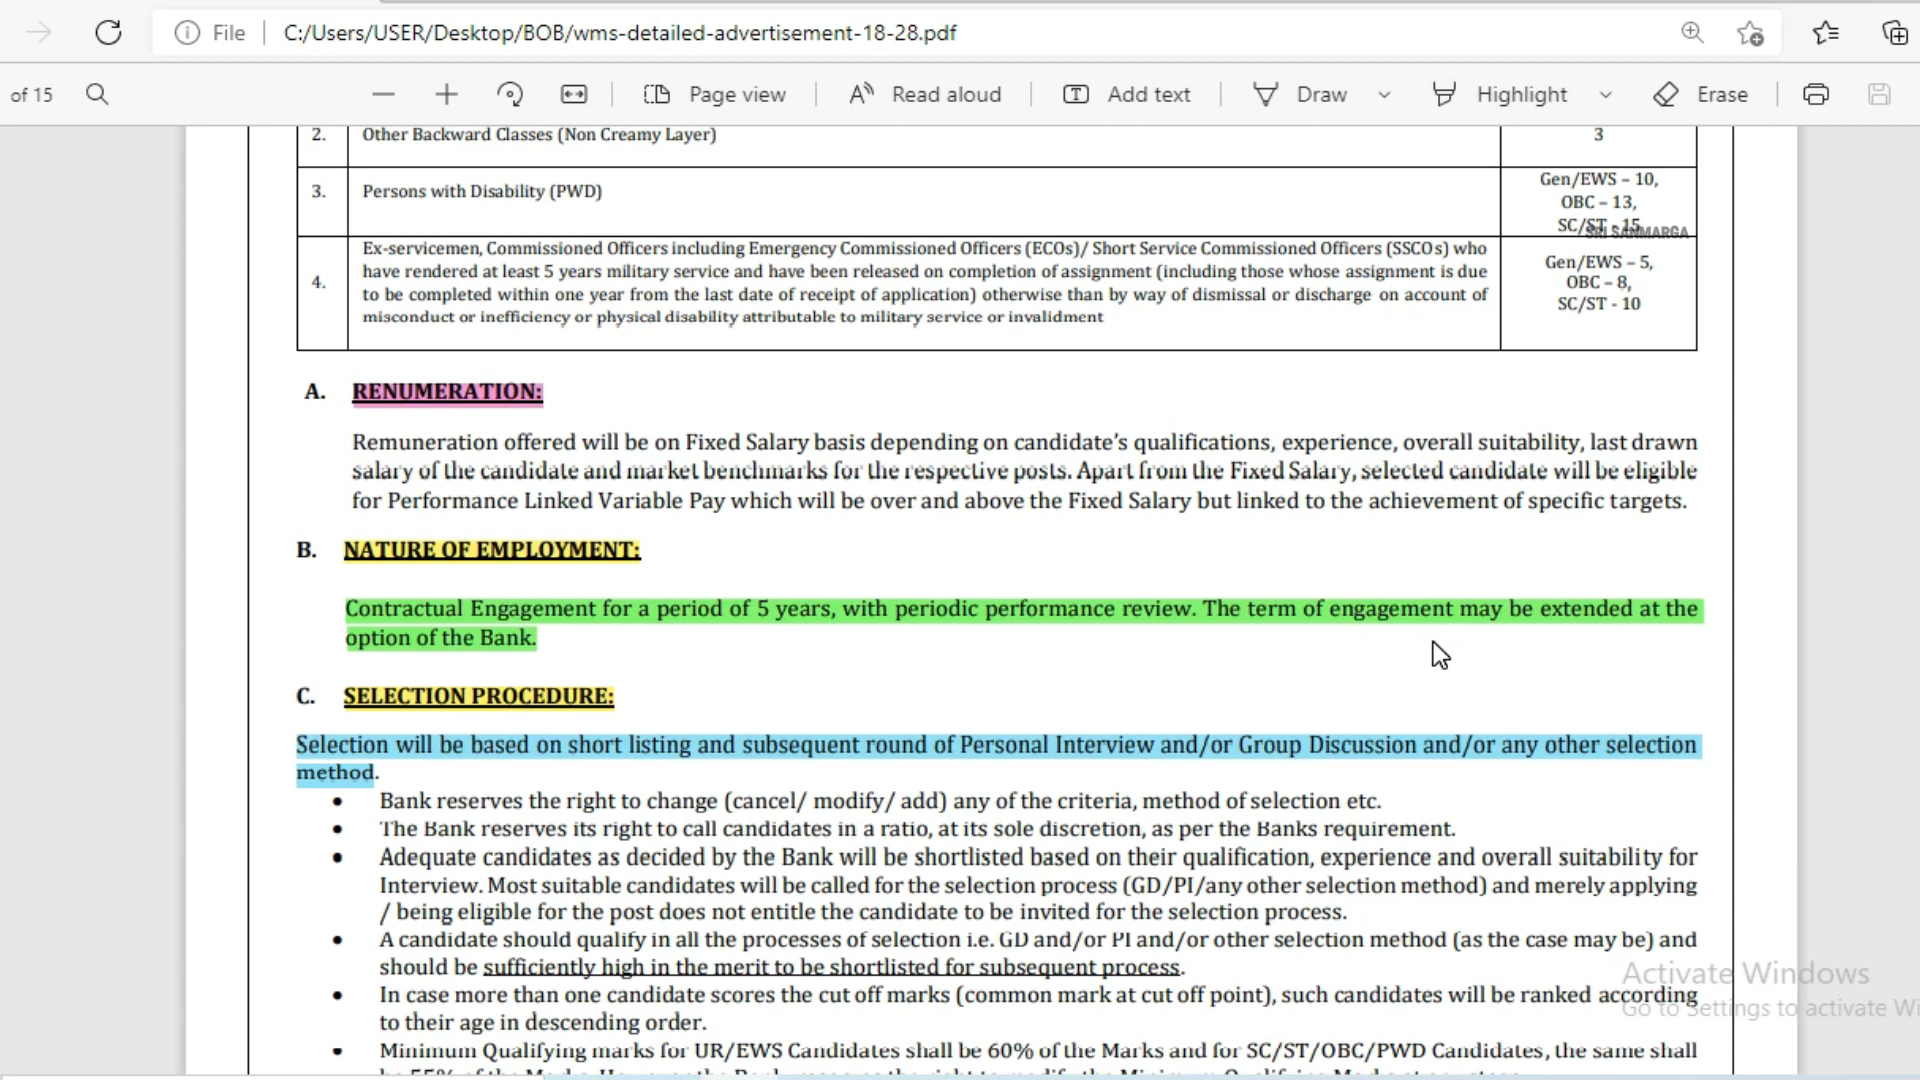 File
C:/Users/USER/Desktop/BOB/wms-detailed-advertisement-18-28.pdf
of 15
Page view
Read aloud
Add text
Draw
Highlight
Erase
2. Other Backward Classes (Non Creamy Layer) 3
3. Persons with Disability (PWD)
Gen/EWS – 10,
OBC – 13,
SC/ST - 15
SRI SANMARGA
4.
Ex-servicemen, Commissioned Officers including Emergency Commissioned Officers (ECOs)/ Short Service Commissioned Officers (SSCOs) who
have rendered at least 5 years military service and have been released on completion of assignment (including those whose assignment is due
to be completed within one year from the last date of receipt of application) otherwise than by way of dismissal or discharge on account of
misconduct or inefficiency or physical disability attributable to military service or invalidment
Gen/EWS – 5,
OBC – 8,
SC/ST - 10
A. RENUMERATION:
Remuneration offered will be on Fixed Salary basis depending on candidate's qualifications, experience, overall suitability, last drawn
salary of the candidate and market benchmarks for the respective posts. Apart from the Fixed Salary, selected candidate will be eligible
for Performance Linked Variable Pay which will be over and above the Fixed Salary but linked to the achievement of specific targets.
B. NATURE OF EMPLOYMENT:
Contractual Engagement for a period of 5 years, with periodic performance review. The term of engagement may be extended at the
option of the Bank.
C. SELECTION PROCEDURE:
Selection will be based on short listing and subsequent round of Personal Interview and/or Group Discussion and/or any other selection
method.
• Bank reserves the right to change (cancel/ modify/ add) any of the criteria, method of selection etc.
• The Bank reserves its right to call candidates in a ratio, at its sole discretion, as per the Banks requirement.
• Adequate candidates as decided by the Bank will be shortlisted based on their qualification, experience and overall suitability for
Interview. Most suitable candidates will be called for the selection process (GD/PI/any other selection method) and merely applying
/ being eligible for the post does not entitle the candidate to be invited for the selection process.
• A candidate should qualify in all the processes of selection i.e. GD and/or PI and/or other selection method (as the case may be) and
should be sufficiently high in the merit to be shortlisted for subsequent process.
• In case more than one candidate scores the cut off marks (common mark at cut off point), such candidates will be ranked according
to their age in descending order.
• Minimum Qualifying marks for UR/EWS Candidates shall be 60% of the Marks and for SC/ST/OBC/PWD Candidates, the same shall
Activate Windows
Go to Settings to activate